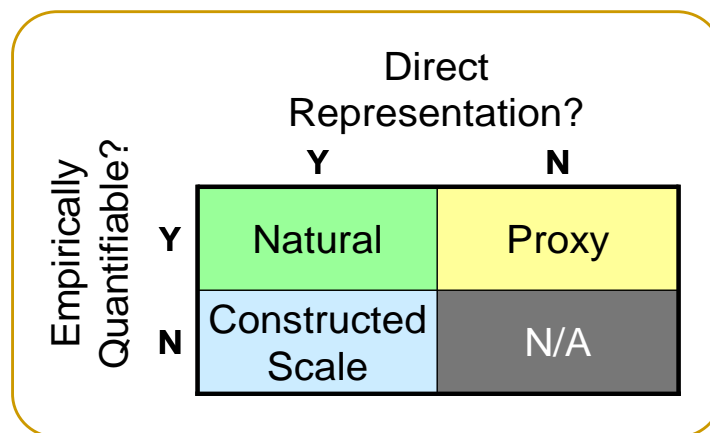 Direct
Representation?
Y N
Empirically
Quantifiable?
Y Natural Proxy
N Constructed
Scale N/A